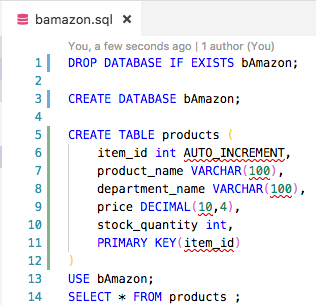 bamazon.sql ×
You, a few seconds ago | 1 author (You)
1 DROP DATABASE IF EXISTS bAmazon;
2
3 CREATE DATABASE bAmazon;
4
5 CREATE TABLE products (
6 item_id int AUTO_INCREMENT,
7 product_name VARCHAR(100),
8 department_name VARCHAR(100),
9 price DECIMAL(10,4),
10 stock_quantity int,
11 PRIMARY KEY(item_id)
12 )
13 USE bAmazon;
14 SELECT * FROM products ;